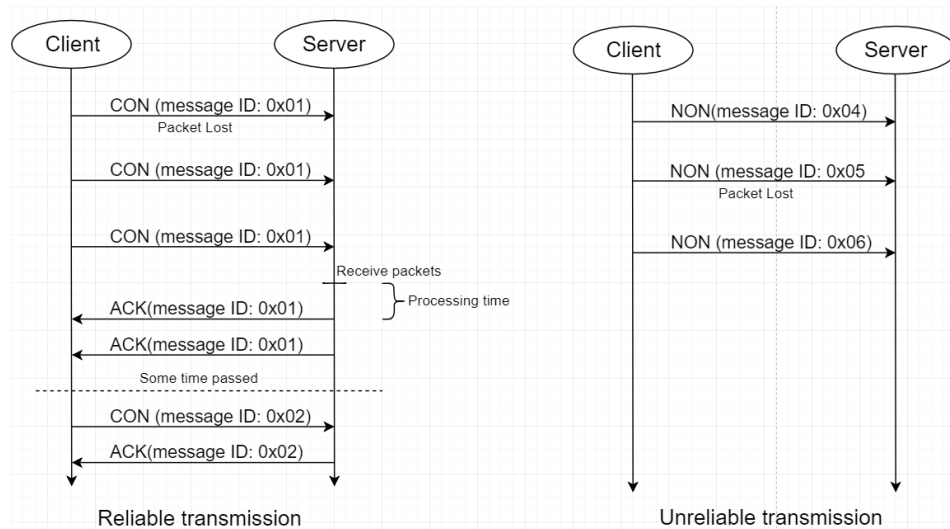 Client
Server
CON (message ID: 0x01)
Packet Lost
CON (message ID: 0x01)
CON (message ID: 0x01)
Receive packets
Processing time
ACK(message ID: 0x01)
ACK(message ID: 0x01)
Some time passed
CON (message ID: 0x02)
ACK(message ID: 0x02)
Reliable transmission
Client
Server
NON(message ID: 0x04)
NON (message ID: 0x05
Packet Lost
NON (message ID: 0x06)
Unreliable transmission